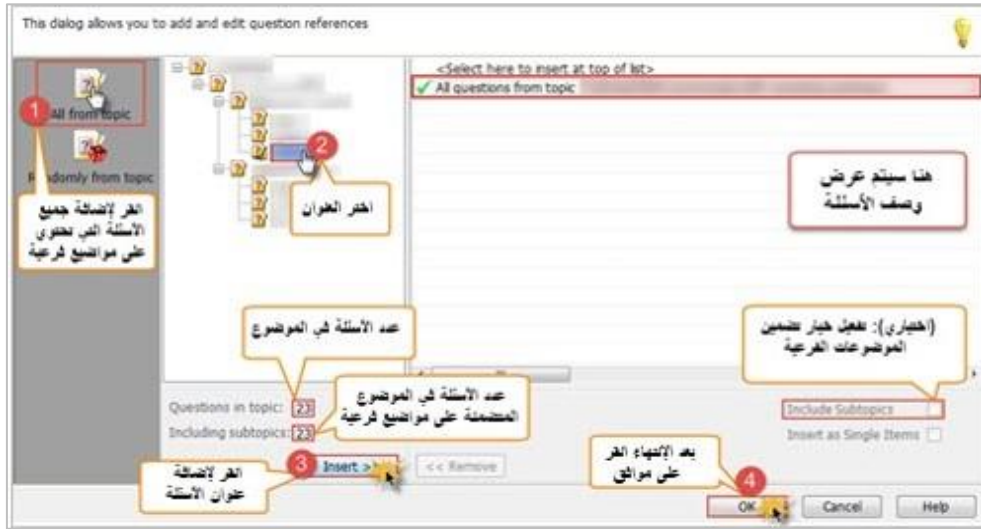 This dialog allows you to add and edit question references
<Select here to insert at top of list>
All questions from topic
1
All from topic
Randomly from topic
2
انقر لإضافة جميع
الأسئلة التي تحتوي
على مواضيع فرعية
اختر العنوان
هنا سيتم عرض
وصف الأسئلة
عدد الأسئلة في الموضوع
(اختياري): تفعيل خيار تضمين
الموضوعات الفرعية
عدد الأسئلة في الموضوع
المتضمنة على مواضيع فرعية
Questions in topic: 23
Including subtopics: 23
Include Subtopics
Insert as Single Items
3
Insert >>
<< Remove
انقر لإضافة
عنوان الأسئلة
بعد الإنتهاء انقر
على موافق
4
OK
Cancel
Help